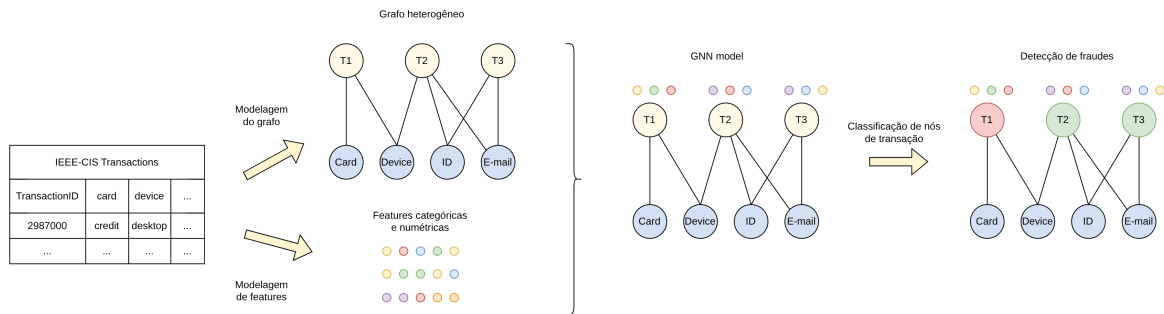 IEEE-CIS Transactions
TransactionID card device ...
2987000 credit desktop ...
... ... ... ...
Modelagem
do grafo
Modelagem
de features
Grafo heterogêneo
T1 T2 T3
Card Device ID E-mail
Features categóricas
e numétricas
GNN model
T1 T2 T3
Card Device ID E-mail
Classificação de nós
de transação
Detecção de fraudes
T1 T2 T3
Card Device ID E-mail